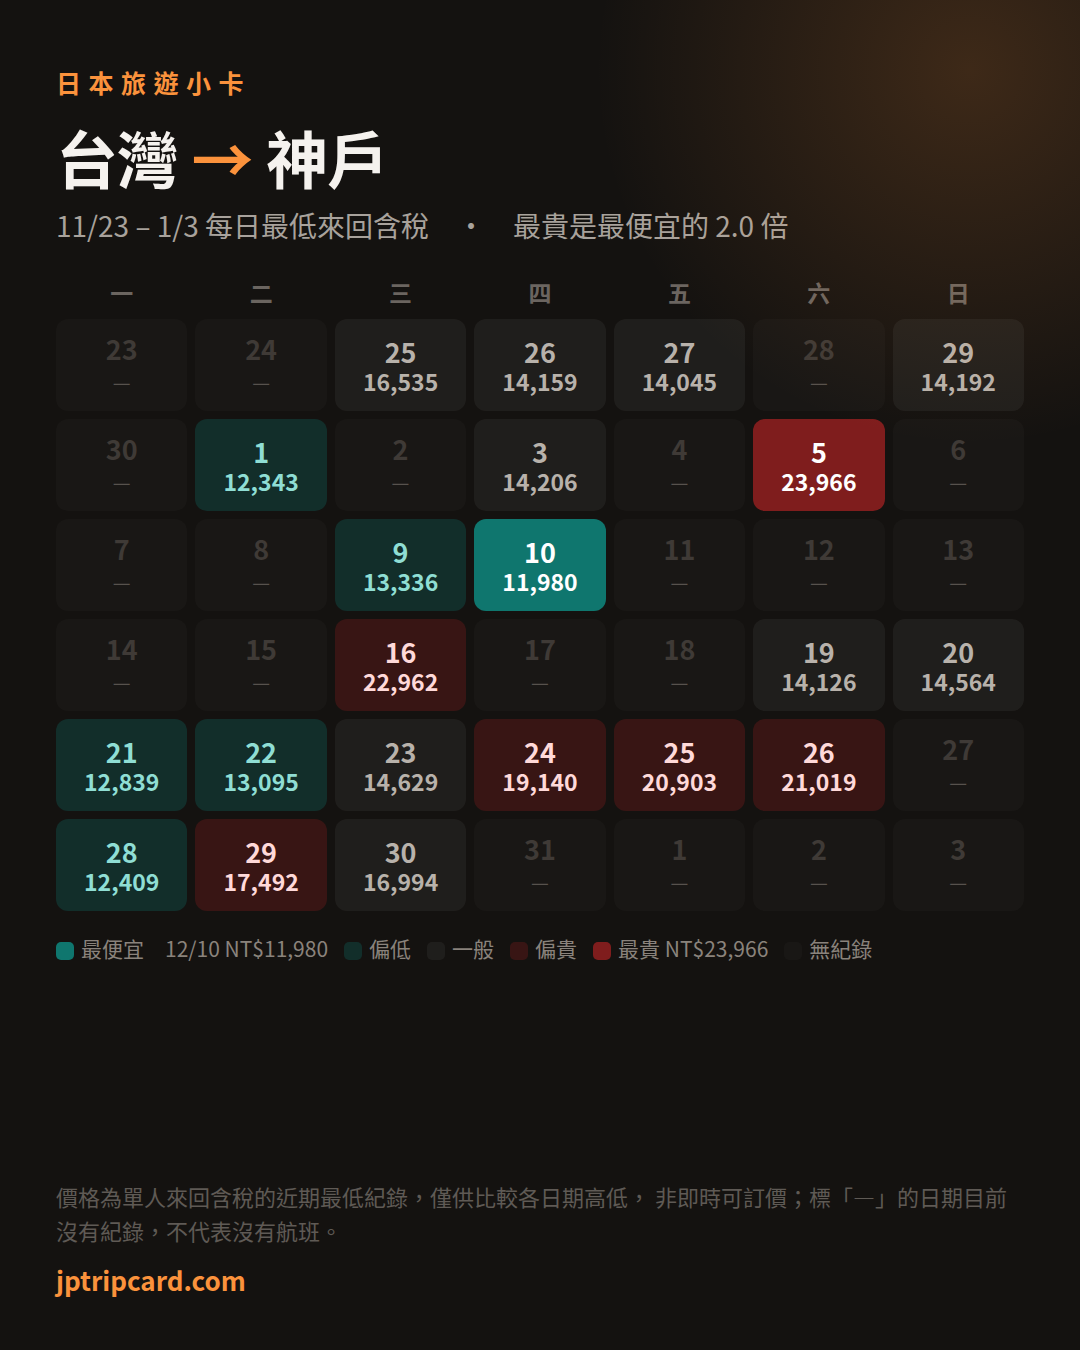 日本旅遊小卡
台灣 → 神戶
11/23 – 1/3 每日最低來回含稅 ・ 最貴是最便宜的 2.0 倍
一 二 三 四 五 六 日
23 24 25 26 27 28 29
— — 16,535 14,159 14,045 — 14,192
30 1 2 3 4 5 6
— 12,343 — 14,206 — 23,966 —
7 8 9 10 11 12 13
— — 13,336 11,980 — — —
14 15 16 17 18 19 20
— — 22,962 — — 14,126 14,564
21 22 23 24 25 26 27
12,839 13,095 14,629 19,140 20,903 21,019 —
28 29 30 31 1 2 3
12,409 17,492 16,994 — — — —
最便宜 12/10 NT$11,980 偏低 一般 偏貴 最貴 NT$23,966 無紀錄
價格為單人來回含稅的近期最低紀錄，僅供比較各日期高低， 非即時可訂價；標「—」的日期目前
沒有紀錄，不代表沒有航班。
jptripcard.com